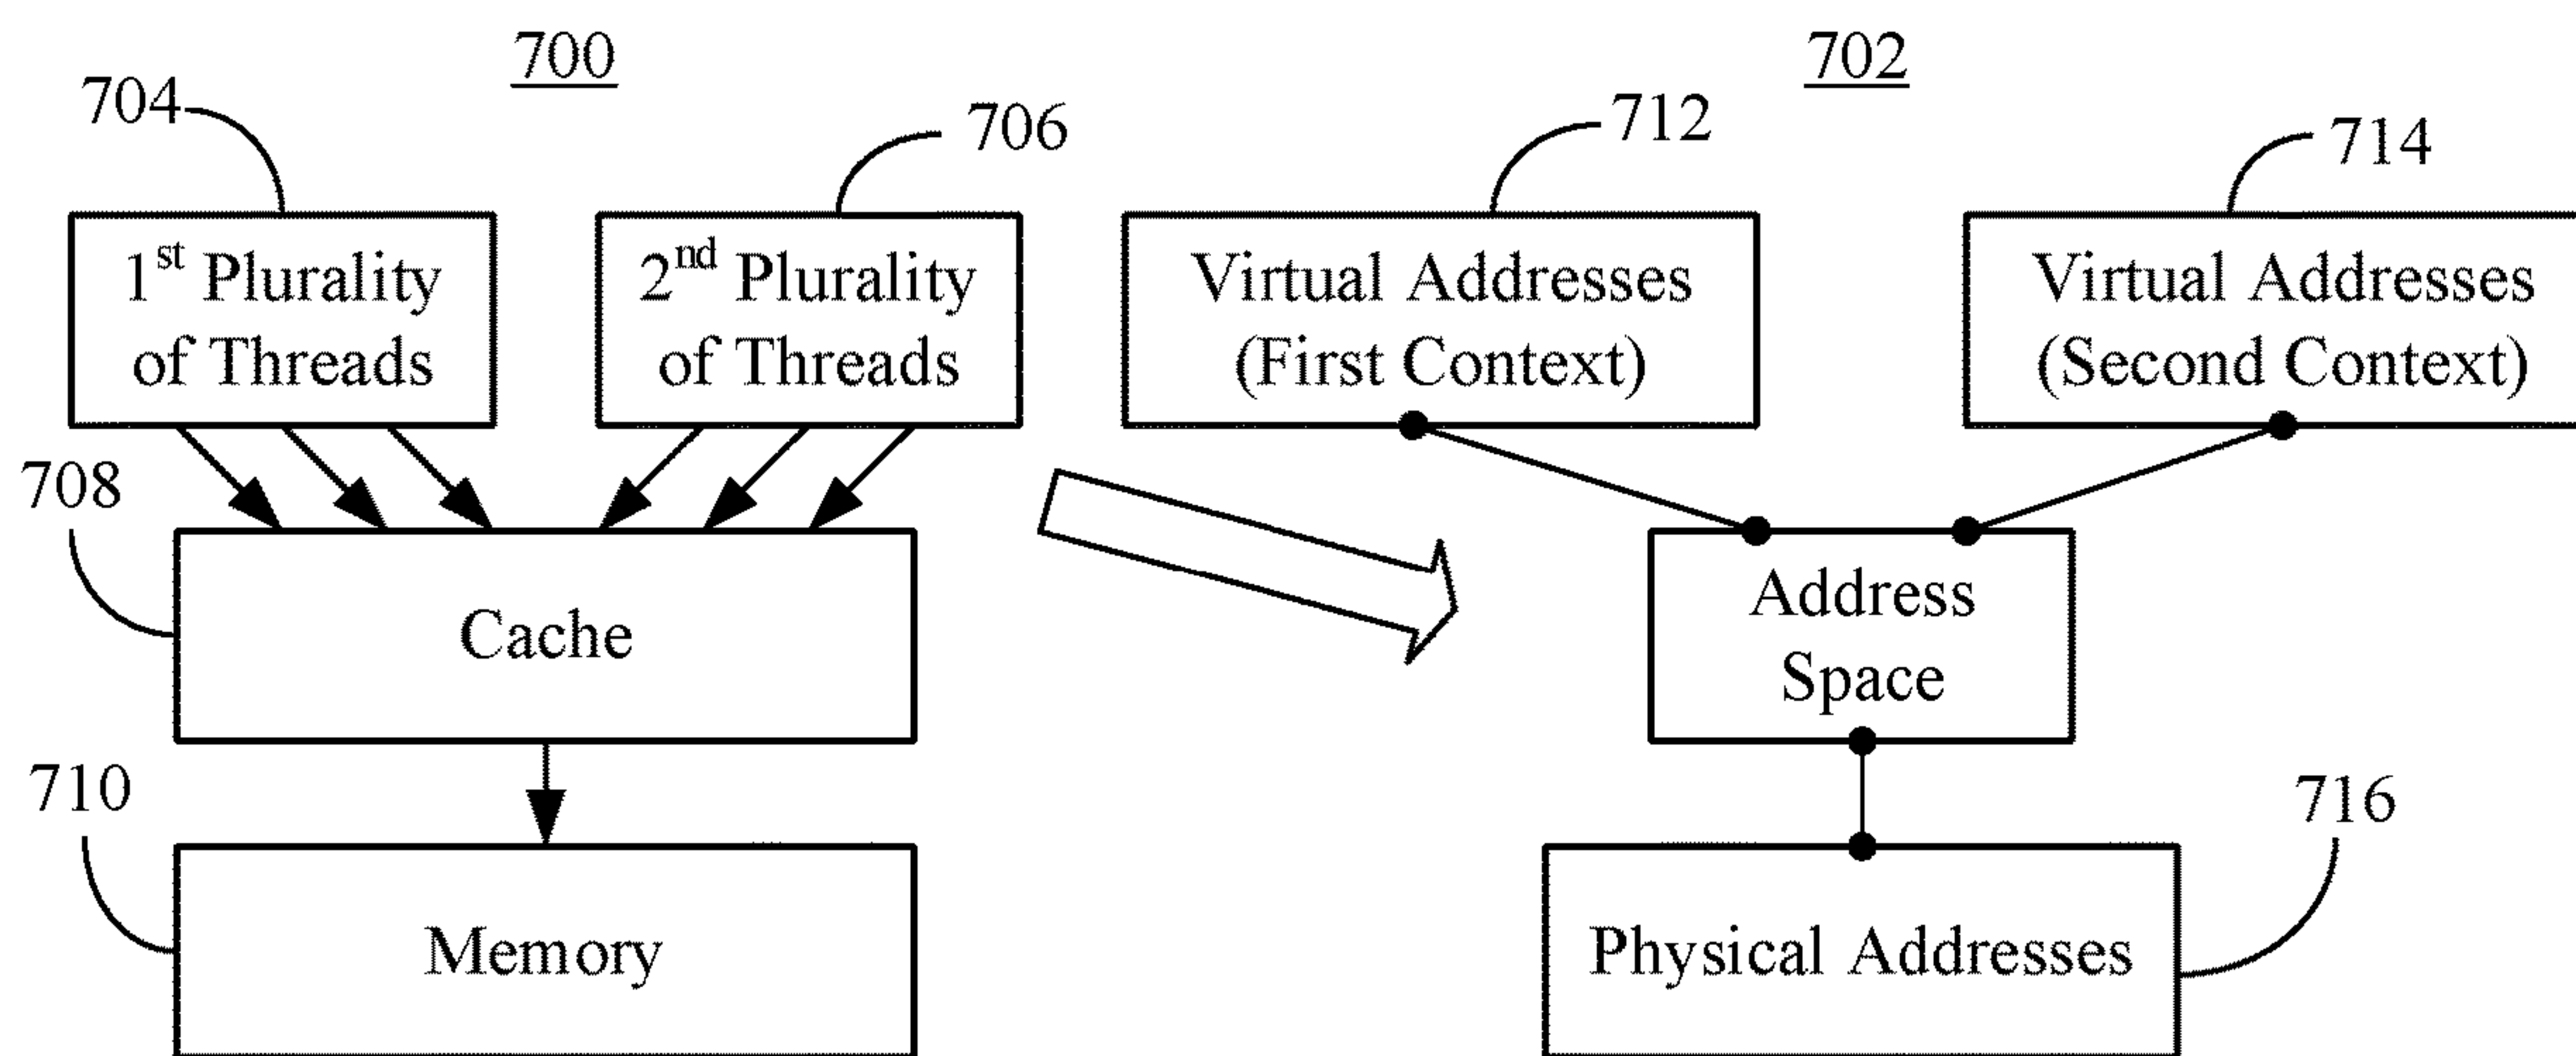 700
702
704
706
712
714
1st Plurality
of Threads
2nd Plurality
of Threads
Virtual Addresses
(First Context)
Virtual Addresses
(Second Context)
708
Cache
Address
Space
710
716
Memory
Physical Addresses